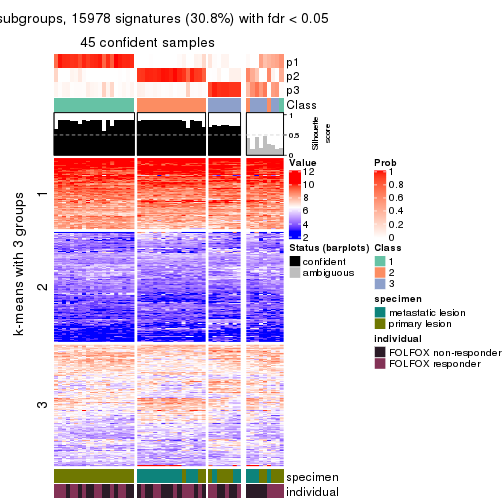 subgroups, 15978 signatures (30.8%) with fdr < 0.05
45 confident samples
p1
p2
p3
Class
1
0.5
0
Silhouette
score
k-means with 3 groups
1
2
3
specimen
individual
Value
12
10
8
6
4
2
Status (barplots)
confident
ambiguous
Prob
1
0.8
0.6
0.4
0.2
0
Class
1
2
3
specimen
metastatic lesion
primary lesion
individual
FOLFOX non-responder
FOLFOX responder